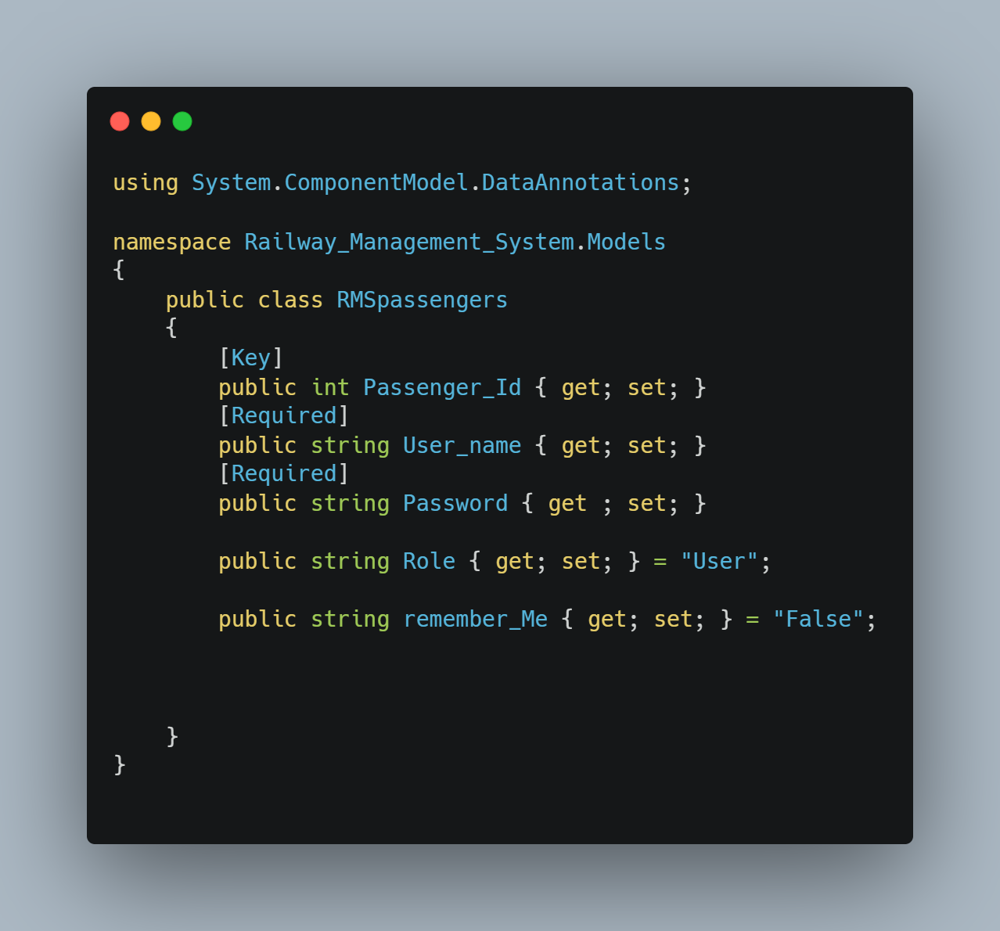 using System.ComponentModel.DataAnnotations;
namespace Railway_Management_System.Models
{
    public class RMSpassengers
    {
        [Key]
        public int Passenger_Id { get; set; }
        [Required]
        public string User_name { get; set; }
        [Required]
        public string Password { get ; set; }
        public string Role { get; set; } = "User";
        public string remember_Me { get; set; } = "False";
    }
}